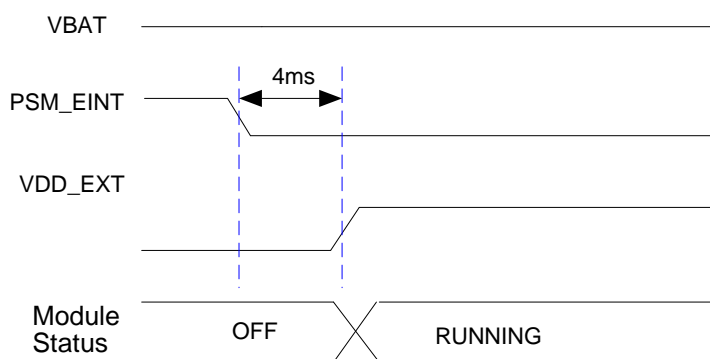 VBAT
4ms
PSM_EINT
VDD_EXT
Module
Status
OFF
RUNNING